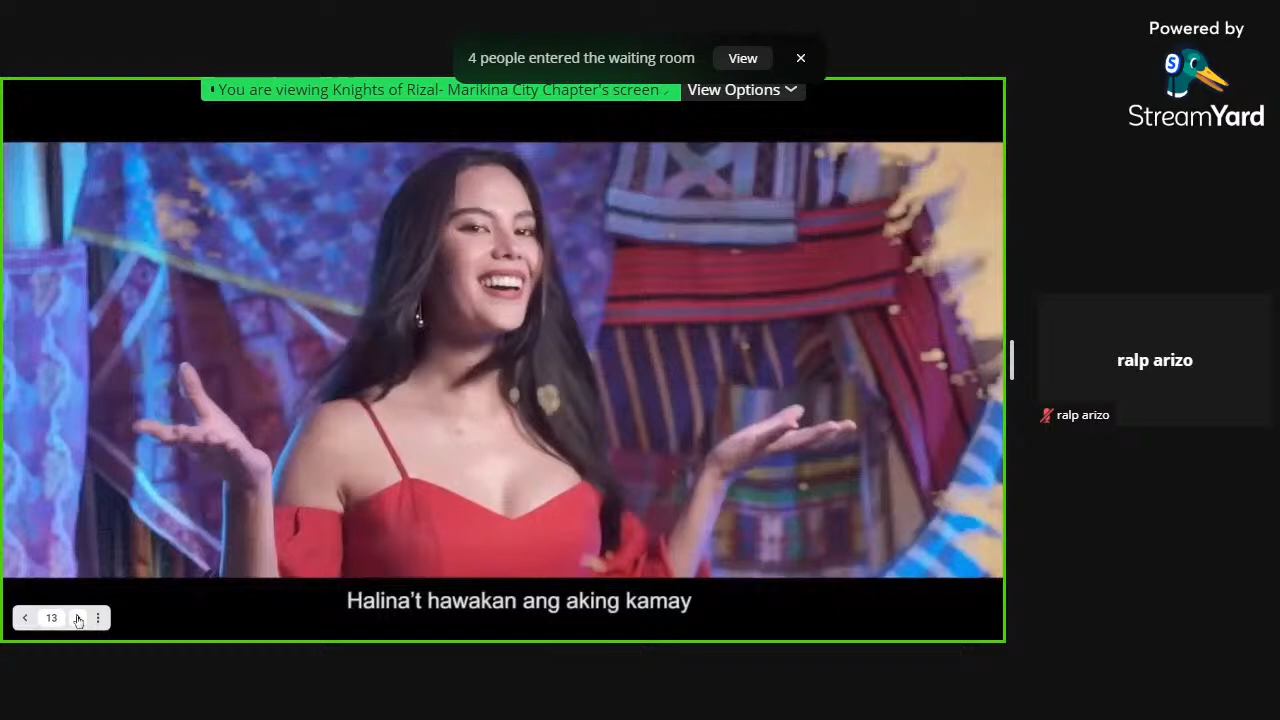 Powered by
StreamYard
4 people entered the waiting room
View
You are viewing Knights of Rizal- Marikina City Chapter's screen
View Options
ralp arizo
ralp arizo
Halina't hawakan ang aking kamay
13